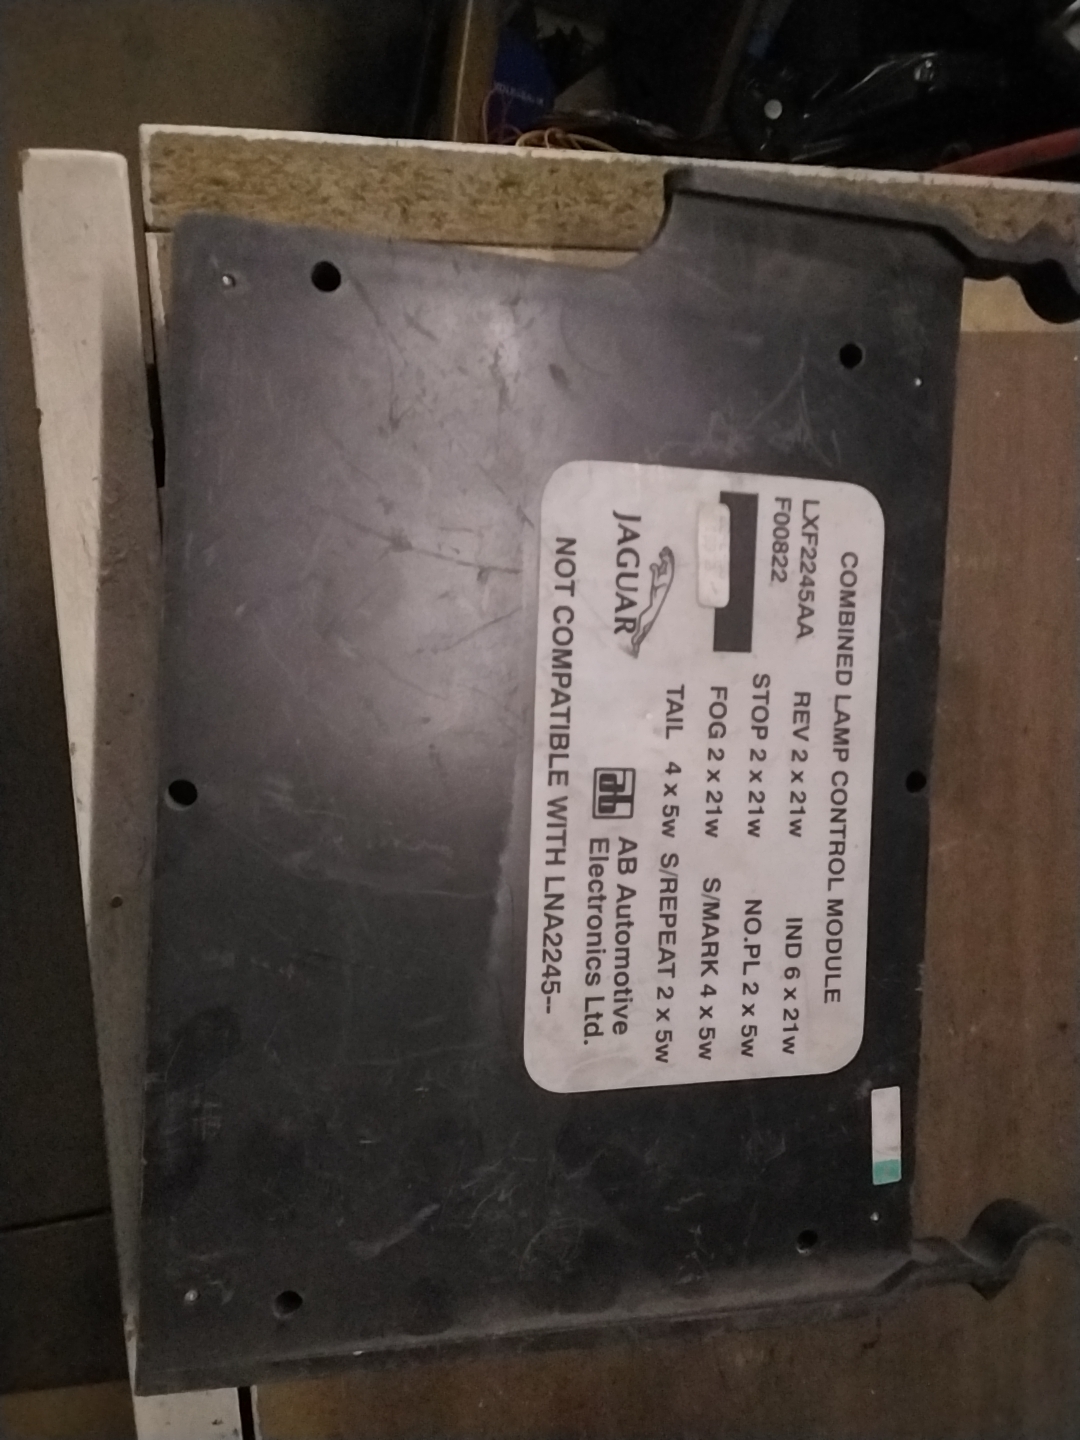 COMBINED LAMP CONTROL MODULE
LXF2245AA REV 2 x 21w IND 6 x 21w
F00822 STOP 2 x 21w NO.PL 2 x 5w
FOG 2 x 21w S/MARK 4 x 5w
TAIL 4 x 5w S/REPEAT 2 x 5w
JAGUAR
ab AB Automotive
Electronics Ltd.
NOT COMPATIBLE WITH LNA2245--